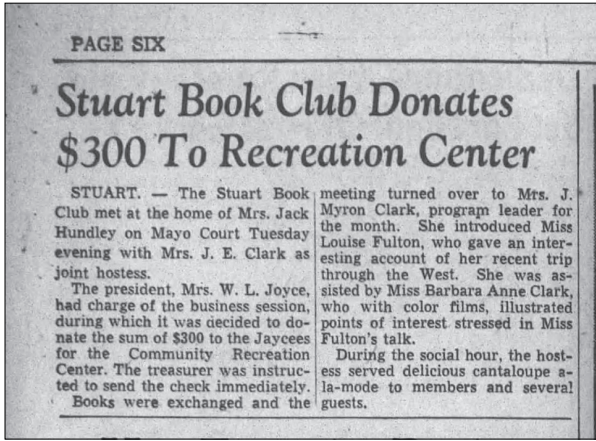 PAGE SIX
Stuart Book Club Donates
$300 To Recreation Center
STUART. — The Stuart Book
Club met at the home of Mrs. Jack
Hundley on Mayo Court Tuesday
evening with Mrs. J. E. Clark as
joint hostess.
The president, Mrs. W. L. Joyce,
had charge of the business session,
during which it was decided to do-
nate the sum of $300 to the Jaycees
for the Community Recreation
Center. The treasurer was instruc-
ted to send the check immediately.
Books were exchanged and the
meeting turned over to Mrs. J.
Myron Clark, program leader for
the month. She introduced Miss
Louise Fulton, who gave an inter-
esting account of her recent trip
through the West. She was as-
sisted by Miss Barbara Anne Clark,
who with color films, illustrated
points of interest stressed in Miss
Fulton's talk.
During the social hour, the host-
ess served delicious cantaloupe a-
la-mode to members and several
guests.